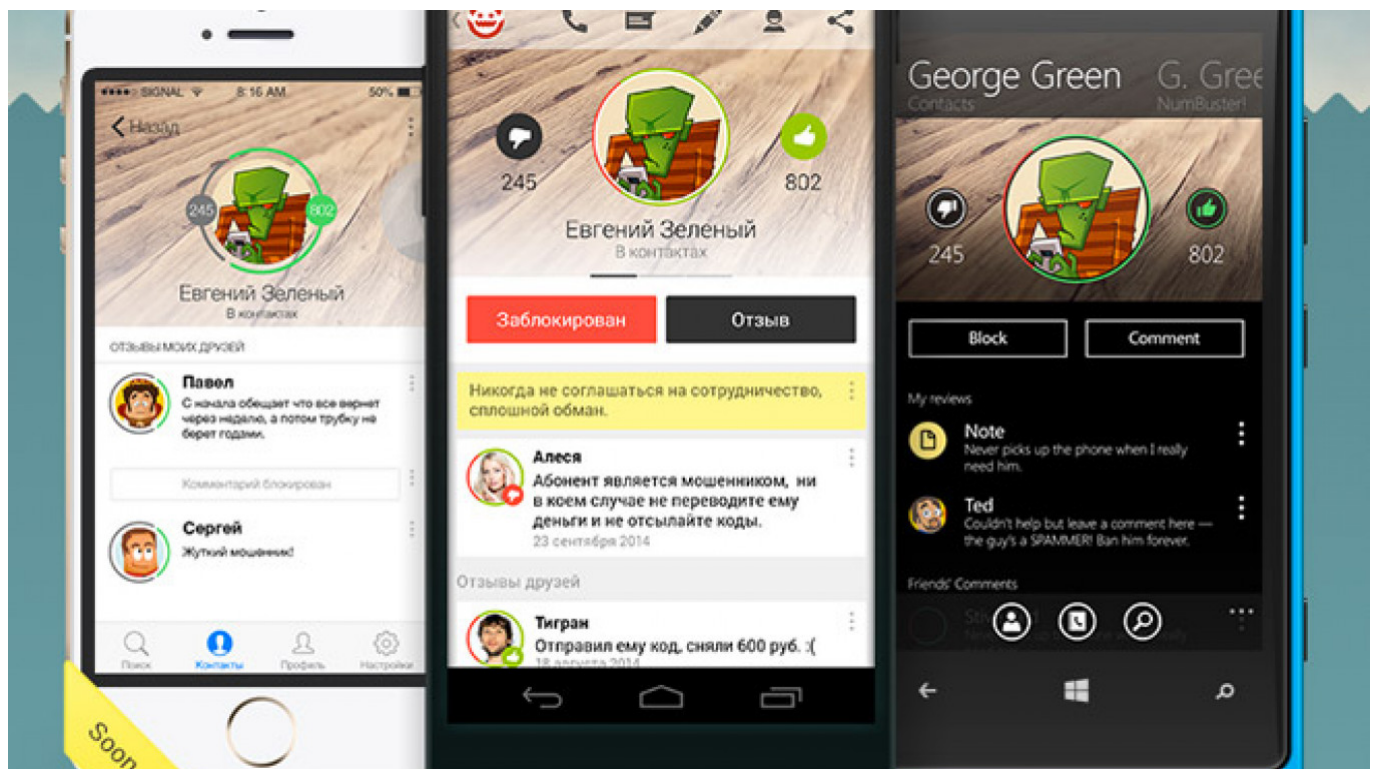 SIGNAL
8:16 AM
50%
Назад
245
802
Евгений Зеленый
В контактах
ОТЗЫВЫ МОИХ ДРУЗЕЙ
Павел
С начала обещает что все вернет
через неделю, а потом трубку не
берет годами.
Комментарий блокирован
Сергей
Жуткий мошенник!
Поиск
Контакты
Профиль
Настройки
Soon
245
802
Евгений Зеленый
В контактах
Заблокирован
Отзыв
Никогда не соглашаться на сотрудничество,
сплошной обман.
Алеся
Абонент является мошенником, ни
в коем случае не переводите ему
деньги и не отсылайте коды.
23 сентября 2014
Отзывы друзей
Тигран
Отправил ему код, сняли 600 руб. :(
18 августа 2014
George Green
G. Gree
Contacts
NumBuster!
245
802
Block
Comment
My reviews
Note
Never picks up the phone when I really
need him.
Ted
Couldn't help but leave a comment here —
the guy's a SPAMMER! Ban him forever.
Friends' Comments